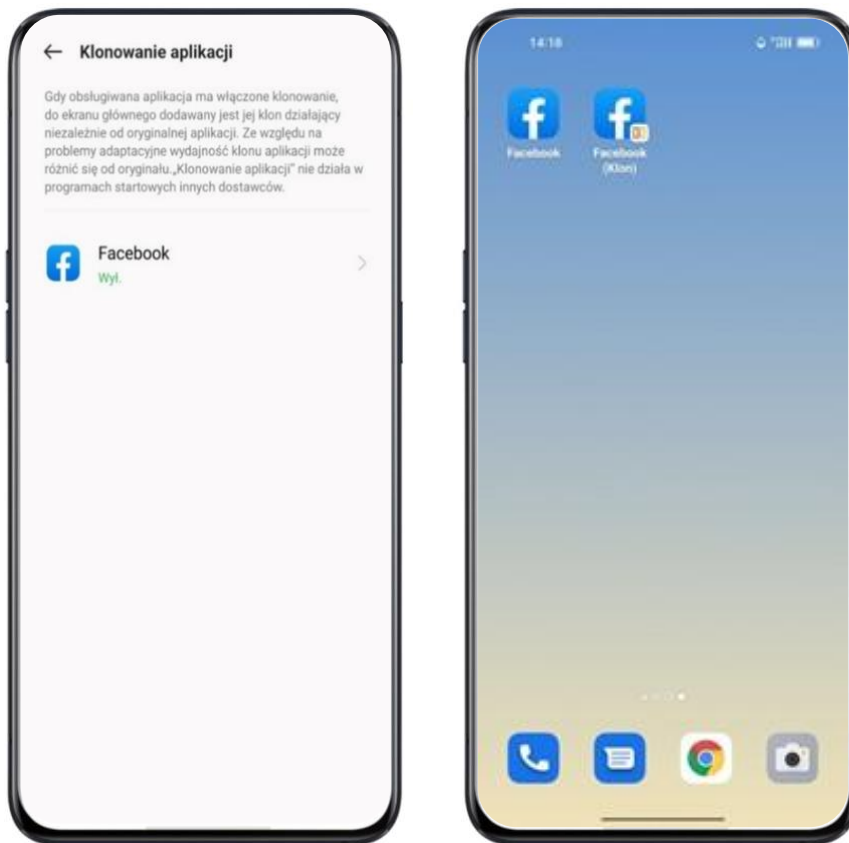 Klonowanie aplikacji
Gdy obsługiwana aplikacja ma włączone klonowanie,
do ekranu głównego dodawany jest jej klon działający
niezależnie od oryginalnej aplikacji. Ze względu na
problemy adaptacyjne wydajność klonu aplikacji może
różnić się od oryginału.„Klonowanie aplikacji” nie działa w
programach startowych innych dostawców.
Facebook
Wył.
14:18
Facebook
Facebook
(Klon)